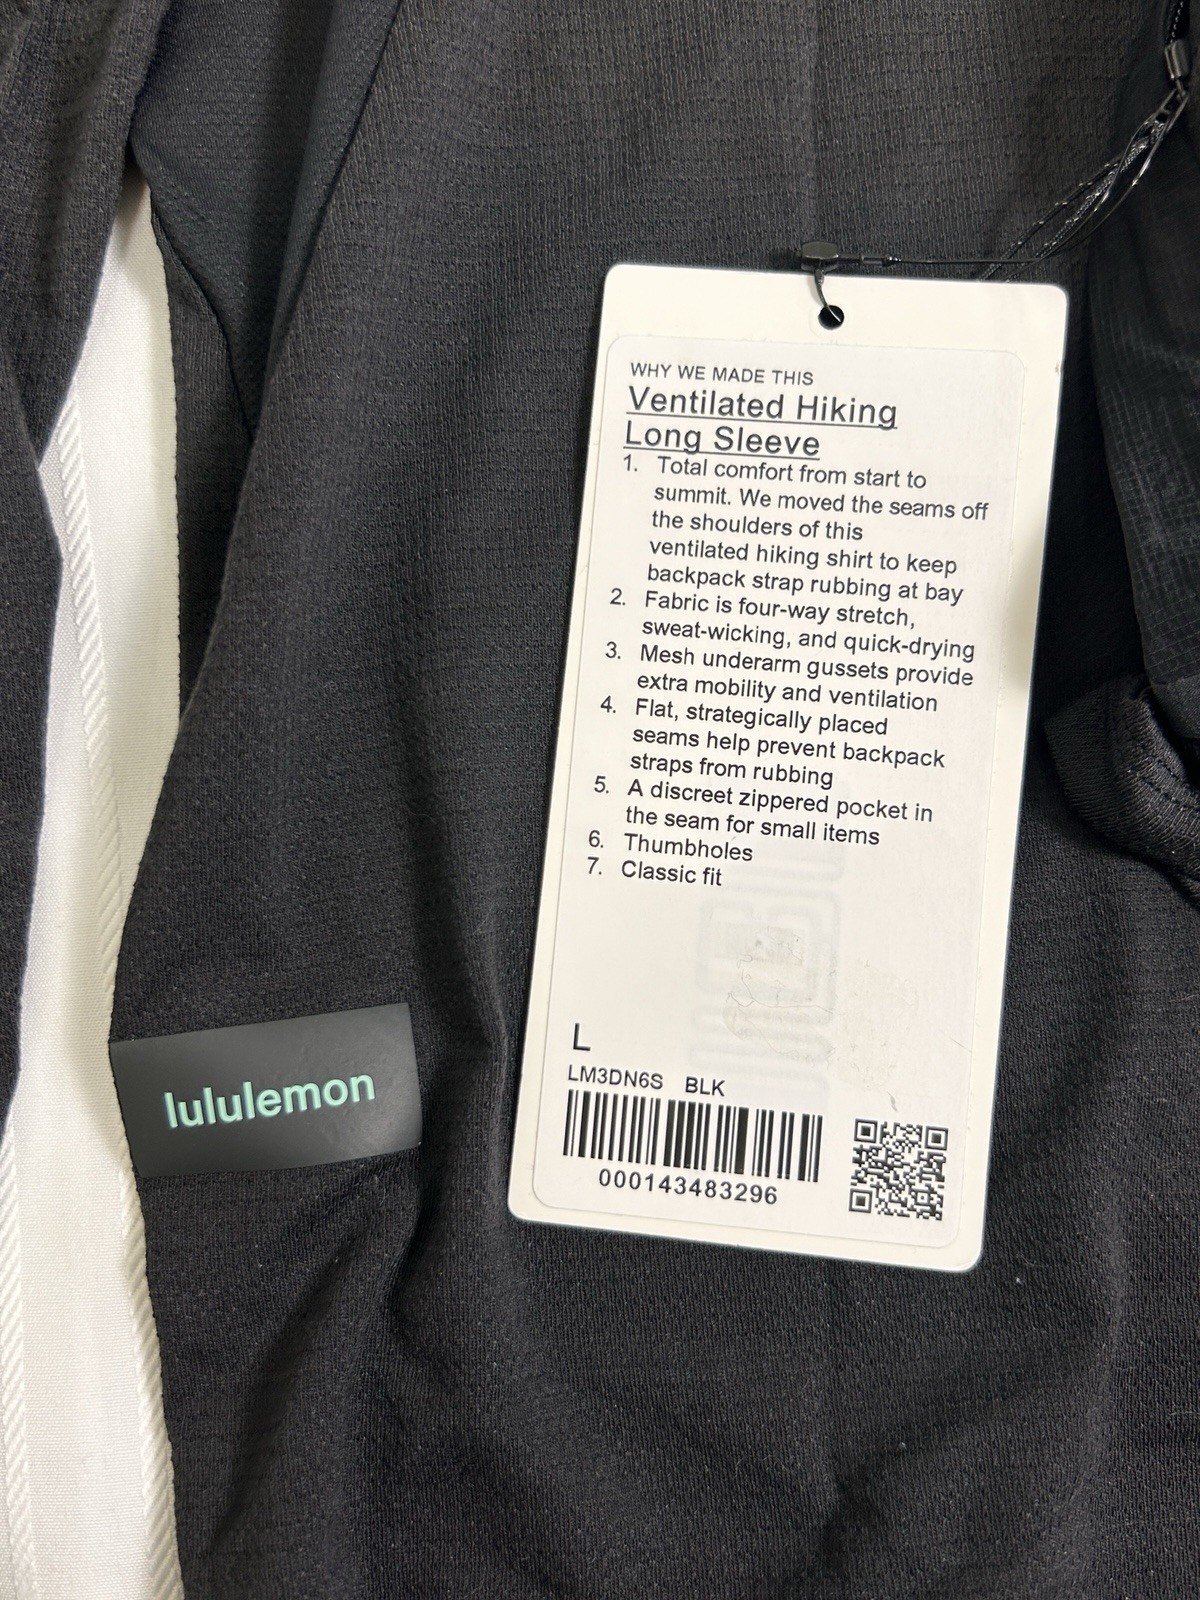 WHY WE MADE THIS
Ventilated Hiking
Long Sleeve
1. Total comfort from start to
summit. We moved the seams off
the shoulders of this
ventilated hiking shirt to keep
backpack strap rubbing at bay
2. Fabric is four-way stretch,
sweat-wicking, and quick-drying
3. Mesh underarm gussets provide
extra mobility and ventilation
4. Flat, strategically placed
seams help prevent backpack
straps from rubbing
5. A discreet zippered pocket in
the seam for small items
6. Thumbholes
7. Classic fit
L
LM3DN6S BLK
000143483296
lululemon